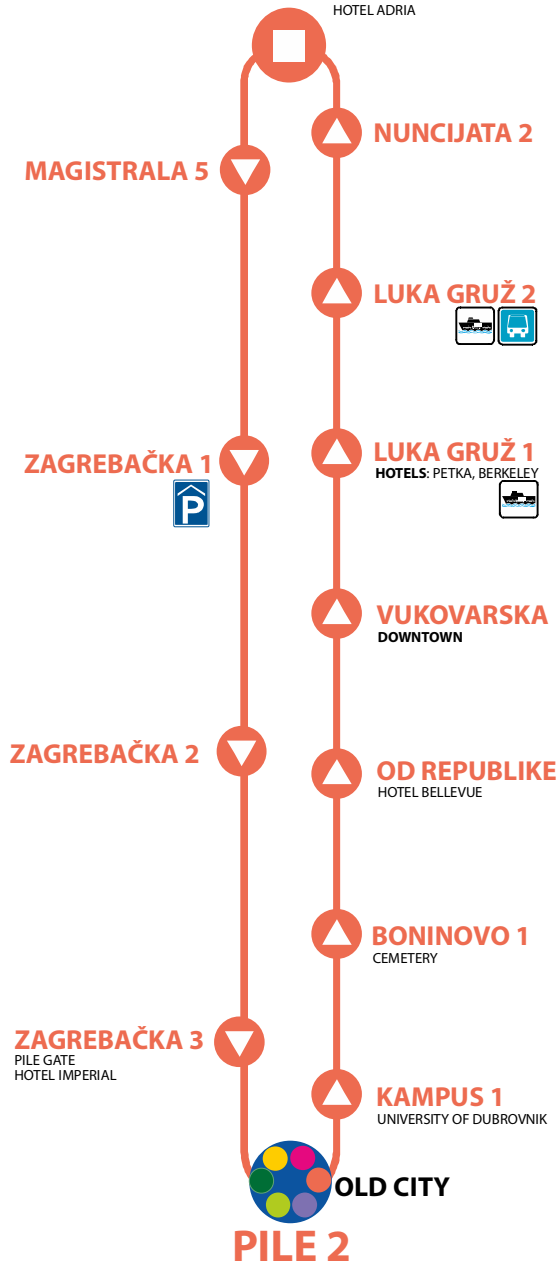 HOTEL ADRIA
NUNCIJATA 2
MAGISTRALA 5
LUKA GRUŽ 2
LUKA GRUŽ 1
HOTELS: PETKA, BERKELEY
ZAGREBAČKA 1
P
VUKOVARSKA
DOWNTOWN
ZAGREBAČKA 2
OD REPUBLIKE
HOTEL BELLEVUE
BONINOVO 1
CEMETERY
ZAGREBAČKA 3
PILE GATE
HOTEL IMPERIAL
KAMPUS 1
UNIVERSITY OF DUBROVNIK
OLD CITY
PILE 2